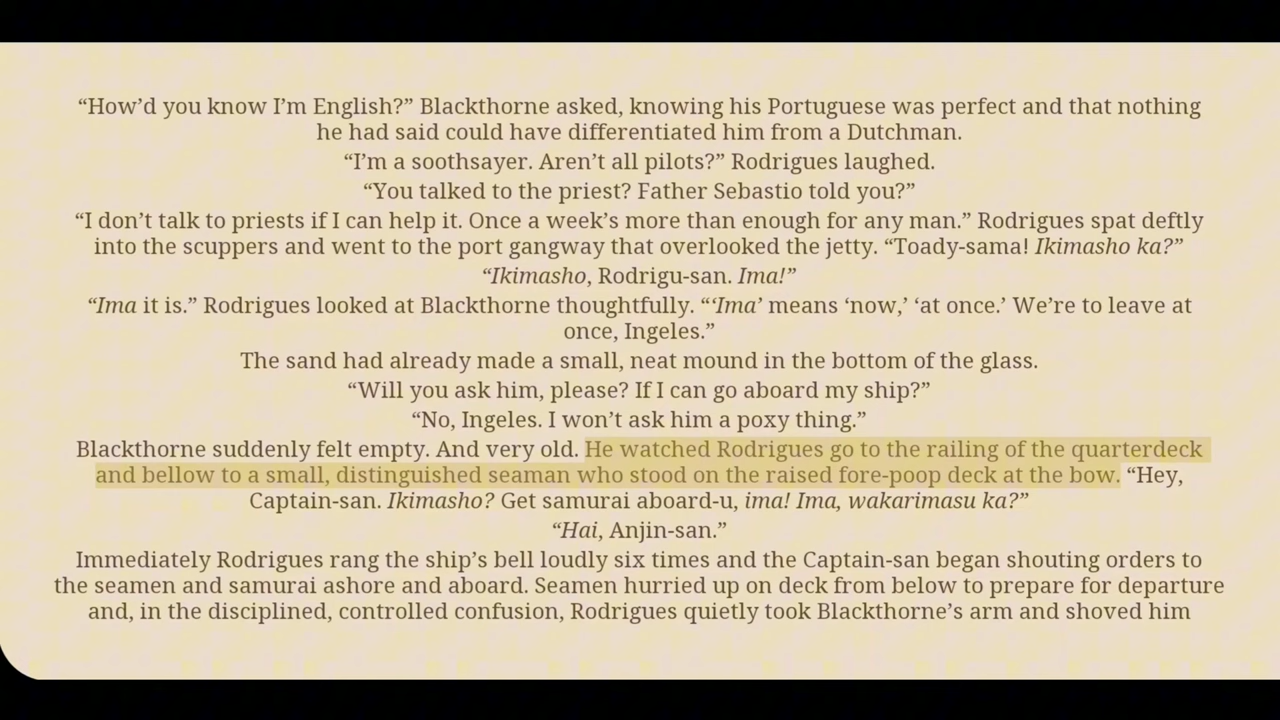 “How’d you know I’m English?” Blackthorne asked, knowing his Portuguese was perfect and that nothing
he had said could have differentiated him from a Dutchman.
“I’m a soothsayer. Aren’t all pilots?” Rodrigues laughed.
“You talked to the priest? Father Sebastio told you?”
“I don’t talk to priests if I can help it. Once a week’s more than enough for any man.” Rodrigues spat deftly
into the scuppers and went to the port gangway that overlooked the jetty. “Toady-sama! Ikimasho ka?”
“Ikimasho, Rodrigu-san. Ima!”
“Ima it is.” Rodrigues looked at Blackthorne thoughtfully. “‘Ima’ means ‘now,’ ‘at once.’ We’re to leave at
once, Ingeles.”
The sand had already made a small, neat mound in the bottom of the glass.
“Will you ask him, please? If I can go aboard my ship?”
“No, Ingeles. I won’t ask him a poxy thing.”
Blackthorne suddenly felt empty. And very old. He watched Rodrigues go to the railing of the quarterdeck
and bellow to a small, distinguished seaman who stood on the raised fore-poop deck at the bow. “Hey,
Captain-san. Ikimasho? Get samurai aboard-u, ima! Ima, wakarimasu ka?”
“Hai, Anjin-san.”
Immediately Rodrigues rang the ship’s bell loudly six times and the Captain-san began shouting orders to
the seamen and samurai ashore and aboard. Seamen hurried up on deck from below to prepare for departure
and, in the disciplined, controlled confusion, Rodrigues quietly took Blackthorne’s arm and shoved him